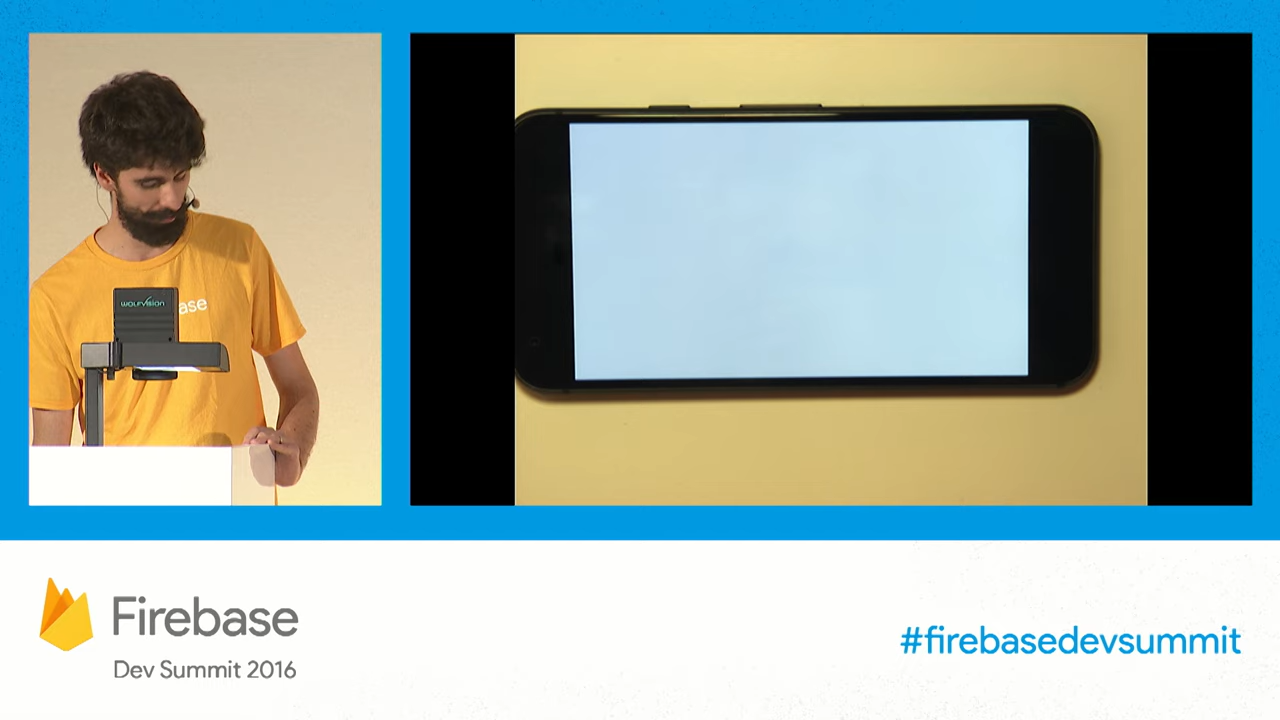 WOLFVISION
ase
Firebase
Dev Summit 2016
#firebasedevsummit